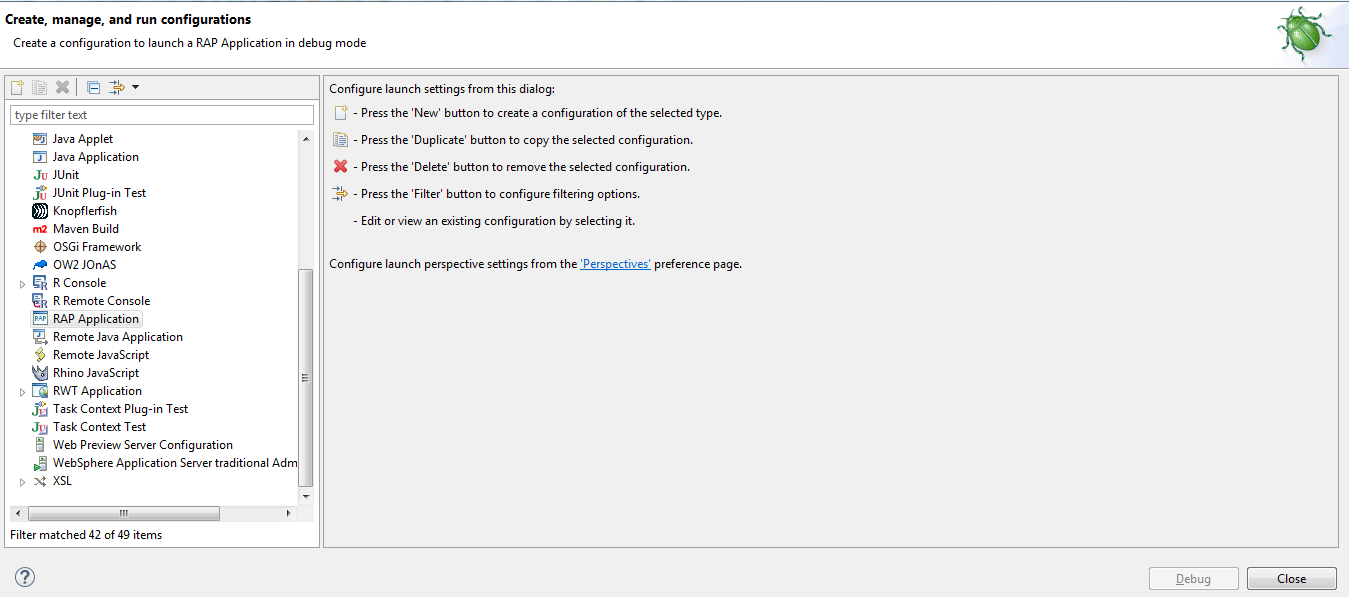 Create, manage, and run configurations
Create a configuration to launch a RAP Application in debug mode
type filter text
Java Applet
Java Application
JUnit
JUnit Plug-in Test
Knopflerfish
Maven Build
OSGi Framework
OW2 JOnAS
R Console
R Remote Console
RAP Application
Remote Java Application
Remote JavaScript
Rhino JavaScript
RWT Application
Task Context Plug-in Test
Task Context Test
Web Preview Server Configuration
WebSphere Application Server traditional Adm
XSL
Filter matched 42 of 49 items
Configure launch settings from this dialog:
- Press the 'New' button to create a configuration of the selected type.
- Press the 'Duplicate' button to copy the selected configuration.
- Press the 'Delete' button to remove the selected configuration.
- Press the 'Filter' button to configure filtering options.
- Edit or view an existing configuration by selecting it.
Configure launch perspective settings from the 'Perspectives' preference page.
Debug
Close